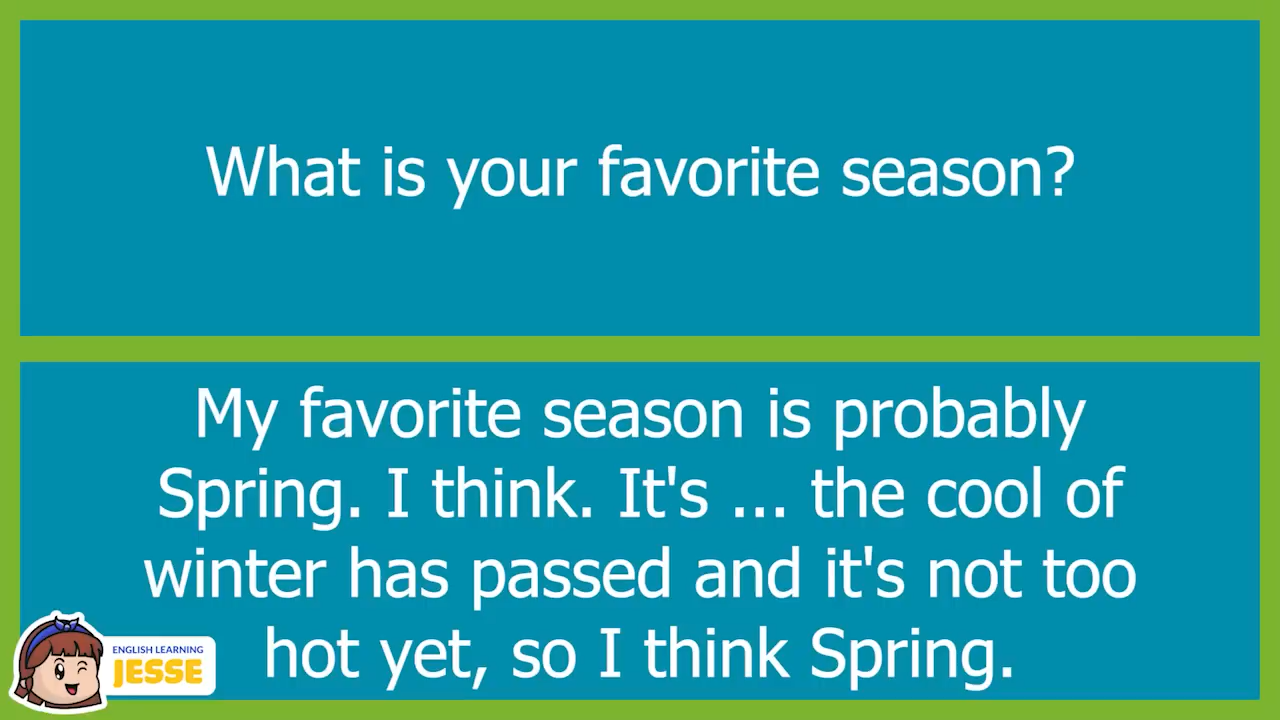 What is your favorite season?
My favorite season is probably
Spring. I think. It's ... the cool of
winter has passed and it's not too
hot yet, so I think Spring.
ENGLISH LEARNING
JESSE